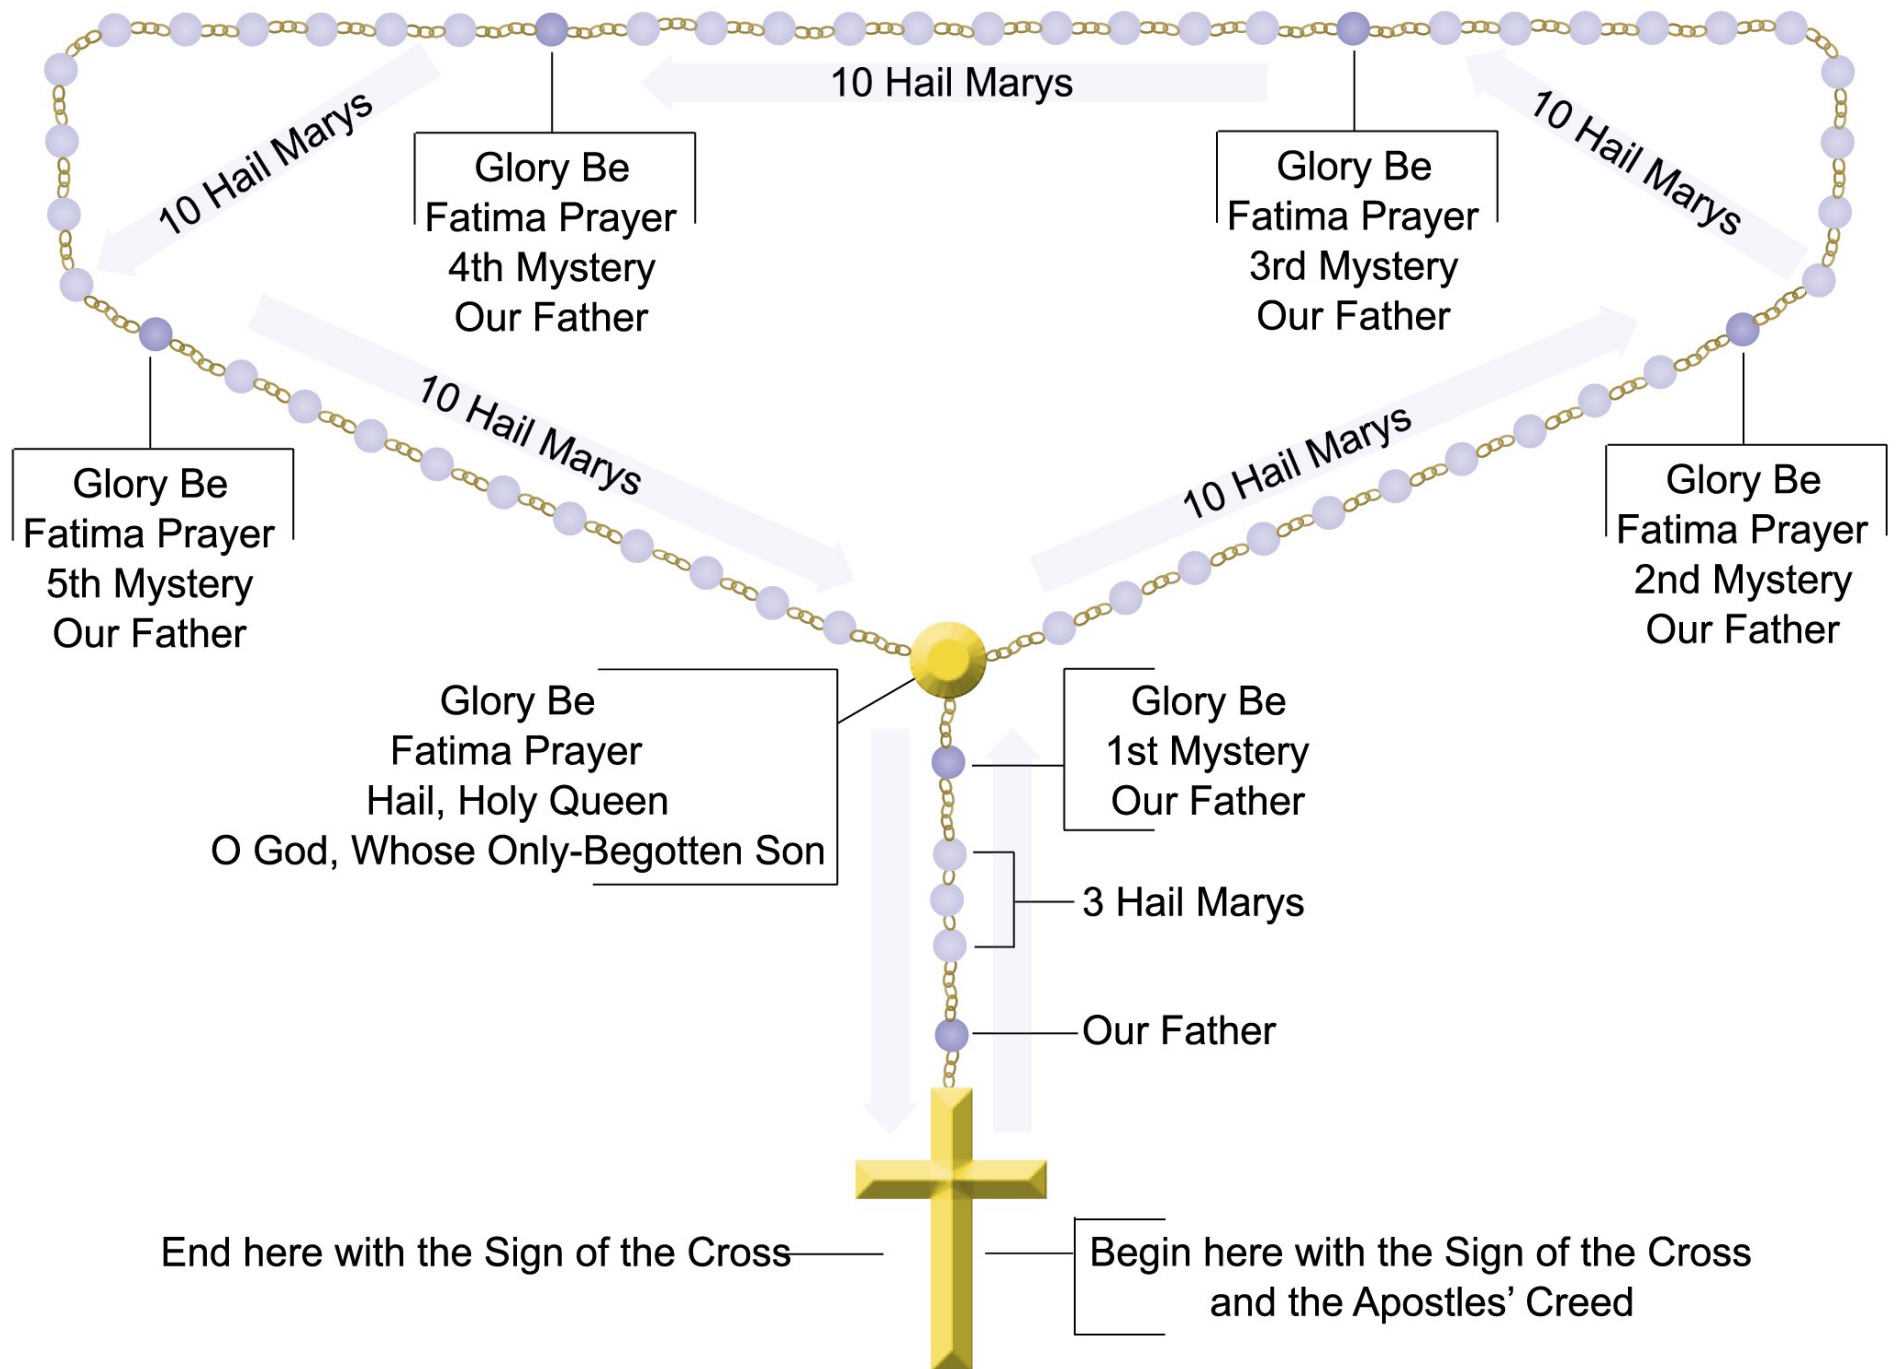 10 Hail Marys
10 Hail Marys
10 Hail Marys
Glory Be
Fatima Prayer
4th Mystery
Our Father
Glory Be
Fatima Prayer
3rd Mystery
Our Father
10 Hail Marys
10 Hail Marys
Glory Be
Fatima Prayer
5th Mystery
Our Father
Glory Be
Fatima Prayer
2nd Mystery
Our Father
Glory Be
Fatima Prayer
Hail, Holy Queen
O God, Whose Only-Begotten Son
Glory Be
1st Mystery
Our Father
3 Hail Marys
Our Father
End here with the Sign of the Cross
Begin here with the Sign of the Cross
and the Apostles’ Creed